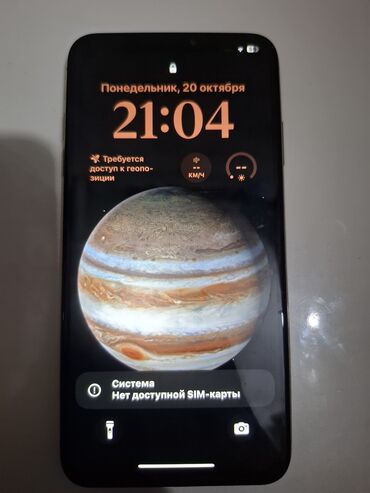 Понедельник, 20 октября
21:04
Требуется
доступ к геопо-
зиции
--
КМ/Ч
--
Система
Нет доступной SIM-карты